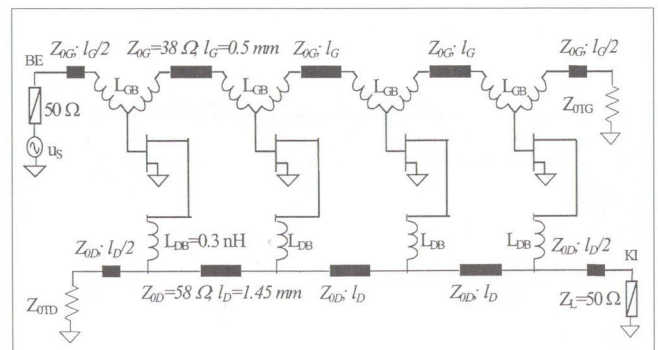 Z0G; lG/2
Z0G=38 Ω; lG=0.5 mm
Z0G; lG
Z0G; lG
Z0G; lG/2
BE
LGB
LGB
LGB
LGB
50 Ω
Z0TG
uS
Z0D; lD/2
LDB=0.3 nH
LDB
LDB
LDB
Z0D; lD/2
KI
Z0TD
Z0D=58 Ω; lD=1.45 mm
Z0D; lD
Z0D; lD
ZL=50 Ω